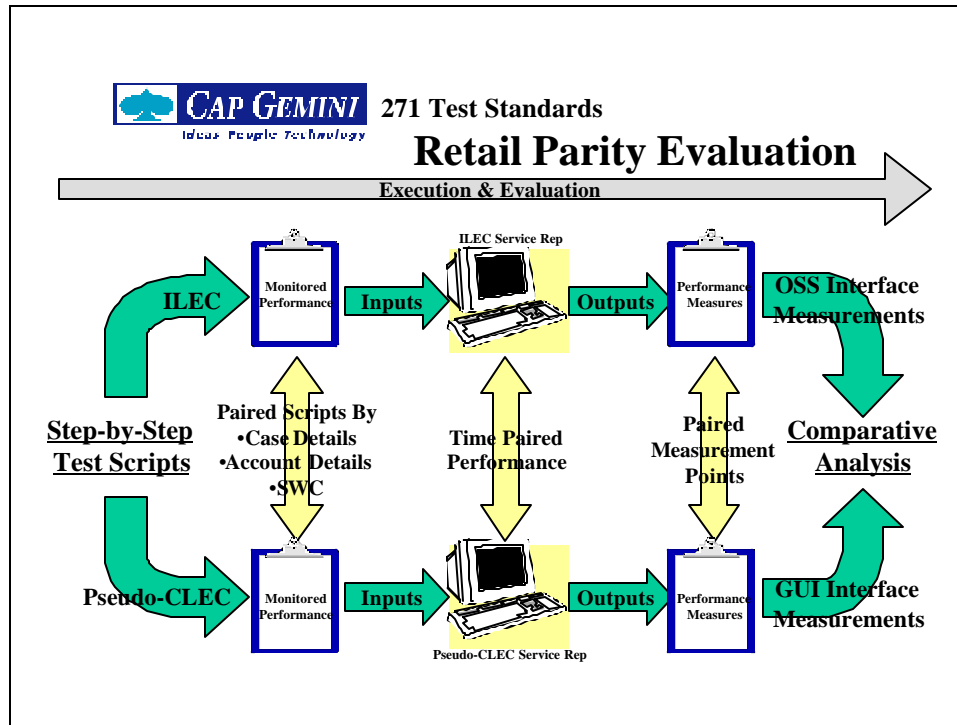 CAP GEMINI
Ideas People Technology
271 Test Standards
Retail Parity Evaluation
Execution & Evaluation
ILEC Service Rep
ILEC
Monitored
Performance
Inputs
Outputs
Performance
Measures
OSS Interface
Measurements
Step-by-Step
Test Scripts
Paired Scripts By
•Case Details
•Account Details
•SWC
Time Paired
Performance
Paired
Measurement
Points
Comparative
Analysis
Pseudo-CLEC
Monitored
Performance
Inputs
Outputs
Performance
Measures
GUI Interface
Measurements
Pseudo-CLEC Service Rep